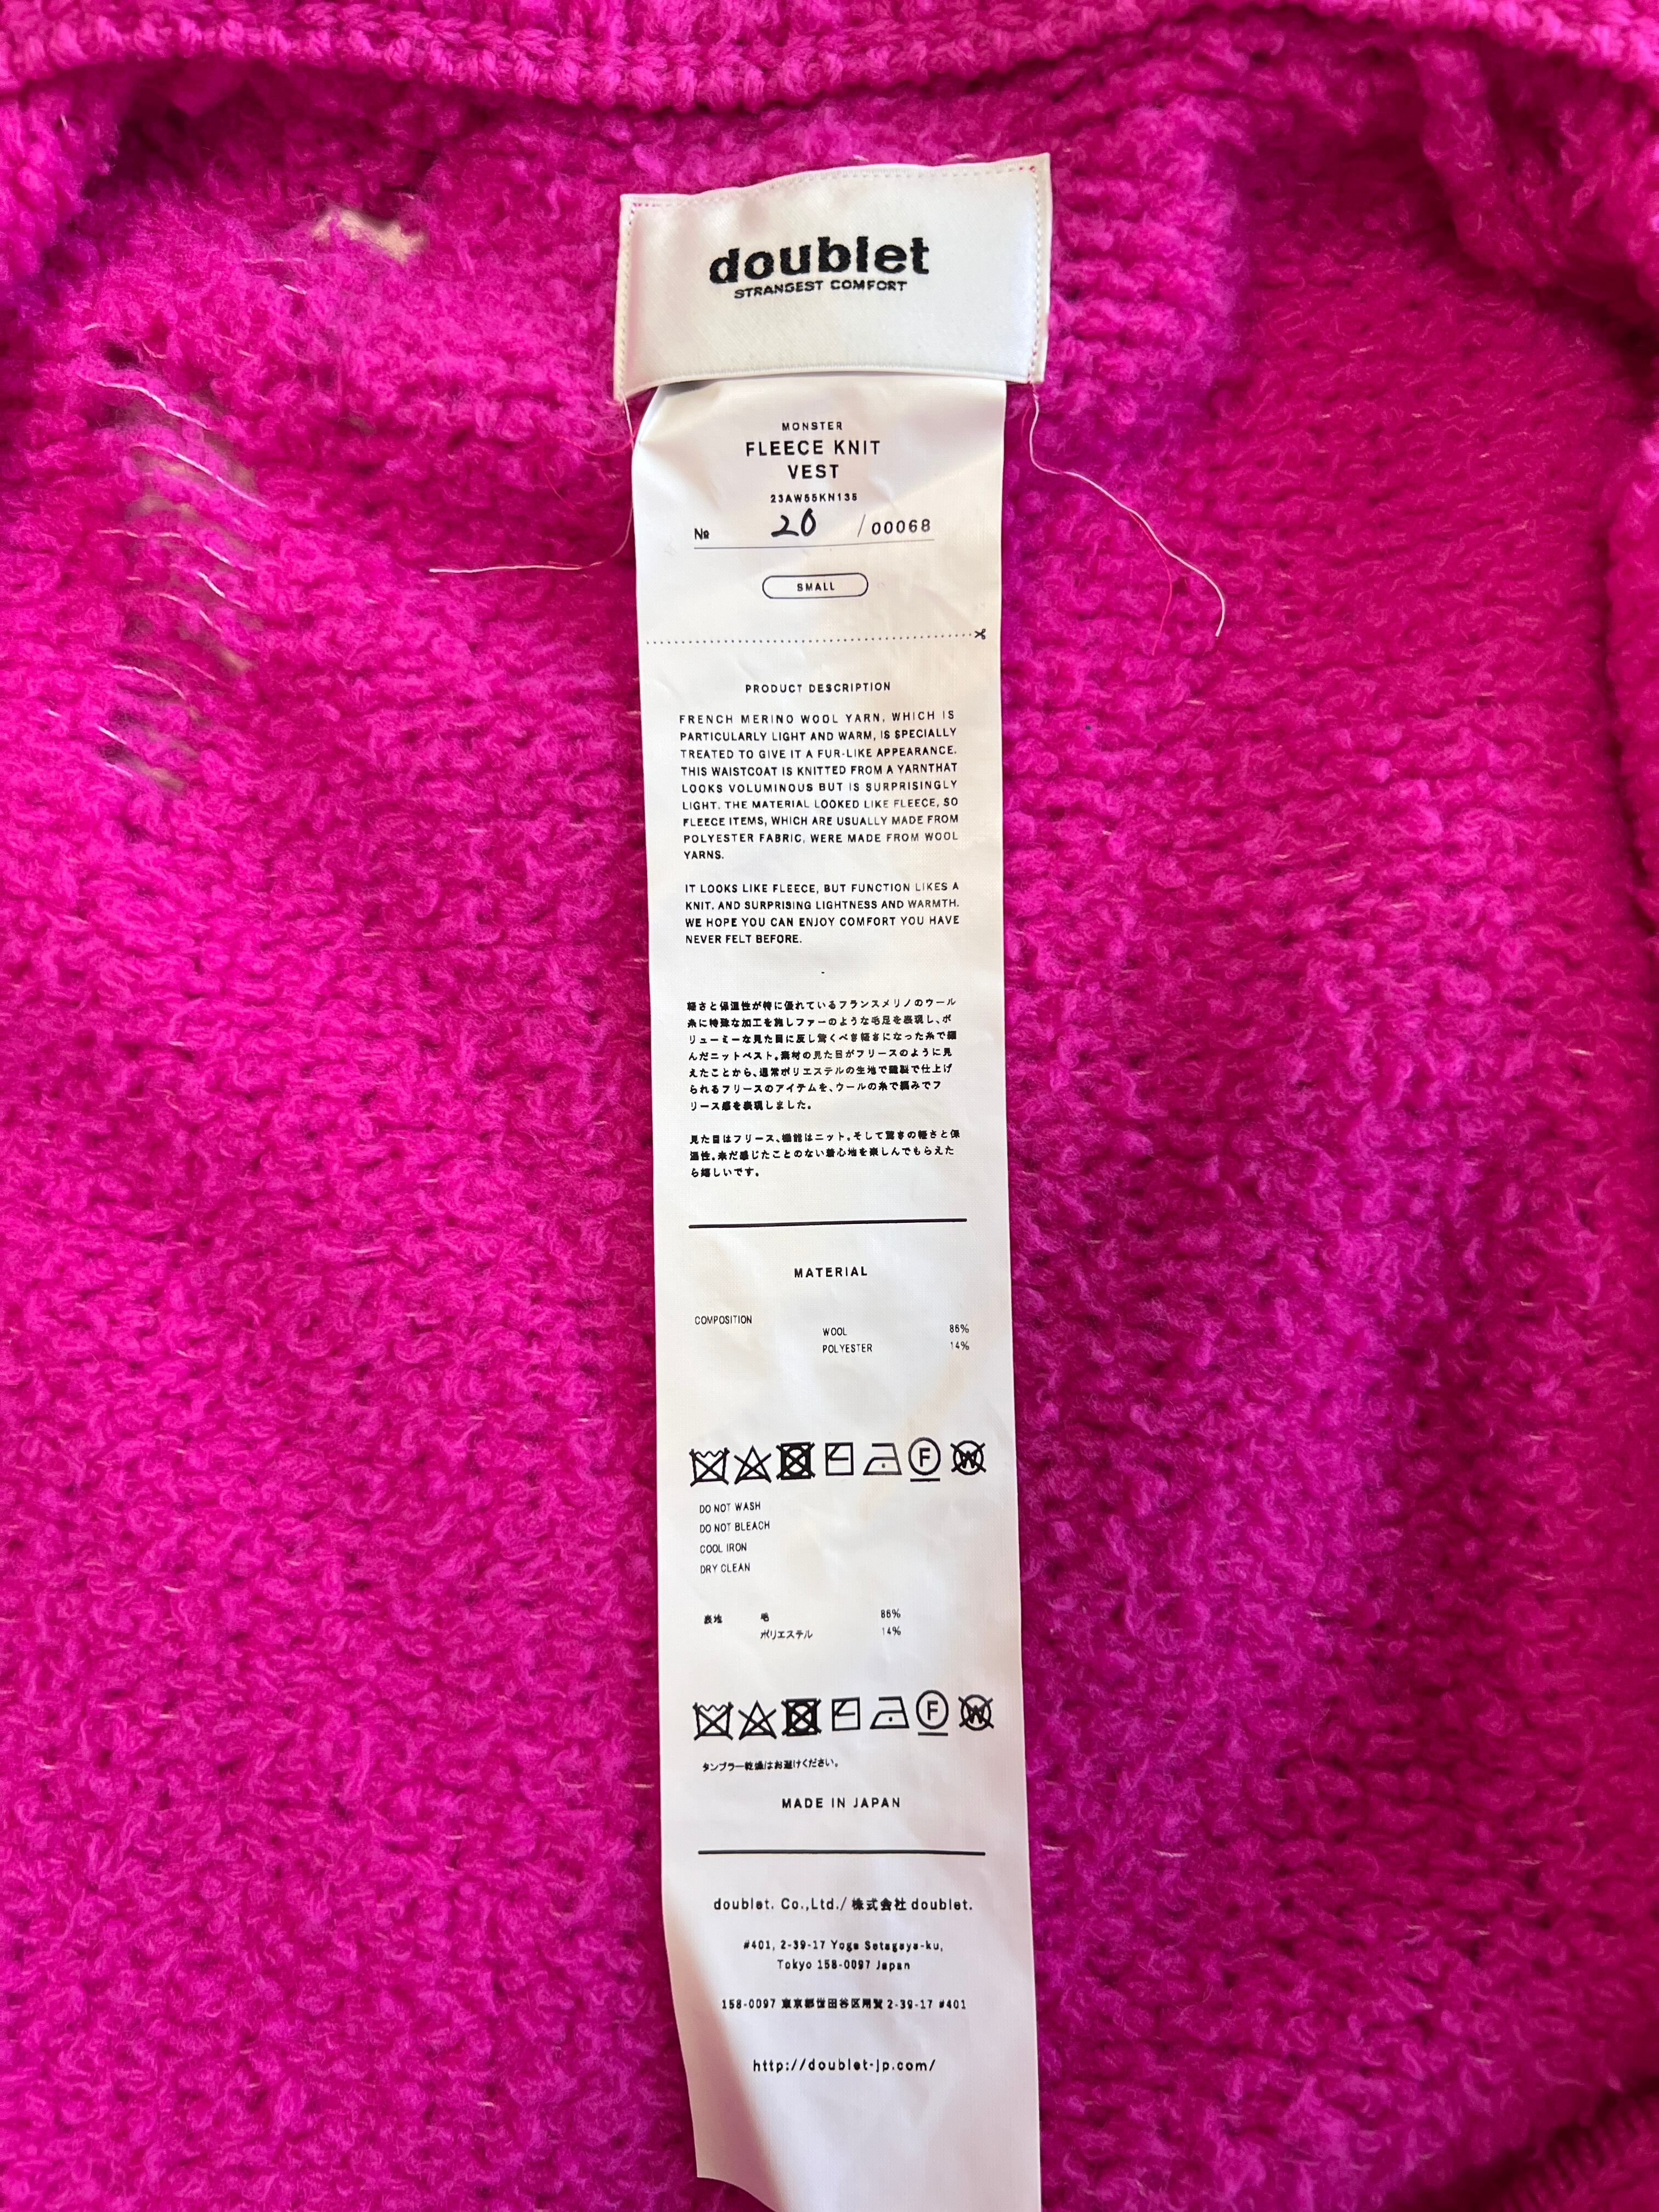 doublet
STRANGEST COMFORT
MONSTER
FLEECE KNIT
VEST
23AW55KN135
№ 20 /00068
SMALL
PRODUCT DESCRIPTION
FRENCH MERINO WOOL YARN, WHICH IS
PARTICULARLY LIGHT AND WARM, IS SPECIALLY
TREATED TO GIVE IT A FUR-LIKE APPEARANCE.
THIS WAISTCOAT IS KNITTED FROM A YARNTHAT
LOOKS VOLUMINOUS BUT IS SURPRISINGLY
LIGHT. THE MATERIAL LOOKED LIKE FLEECE, SO
FLEECE ITEMS, WHICH ARE USUALLY MADE FROM
POLYESTER FABRIC, WERE MADE FROM WOOL
YARNS.
IT LOOKS LIKE FLEECE, BUT FUNCTION LIKES A
KNIT. AND SURPRISING LIGHTNESS AND WARMTH.
WE HOPE YOU CAN ENJOY COMFORT YOU HAVE
NEVER FELT BEFORE.
軽さと保温性が特に優れているフランスメリノのウール
糸に特殊な加工を施しファーのような毛足を表現し、ボ
リューミーな見た目に反し驚くべき軽さになった糸で編
んだニットベスト。素材の見た目がフリースのように見
えたことから、通常ポリエステルの生地で縫製で仕上げ
られるフリースのアイテムを、ウールの糸で編みでフ
リース感を表現しました。
見た目はフリース、機能はニット。そして驚きの軽さと保
温性。未だ感じたことのない着心地を楽しんでもらえた
ら嬉しいです。
MATERIAL
COMPOSITION
WOOL 86%
POLYESTER 14%
F W
DO NOT WASH
DO NOT BLEACH
COOL IRON
DRY CLEAN
表地 毛 86%
ポリエステル 14%
F W
タンブラー乾燥はお避けください。
MADE IN JAPAN
doublet. Co.,Ltd./ 株式会社 doublet.
#401, 2-39-17 Yoga Setagaya-ku,
Tokyo 158-0097 Japan
158-0097 東京都世田谷区用賀 2-39-17 #401
http://doublet-jp.com/